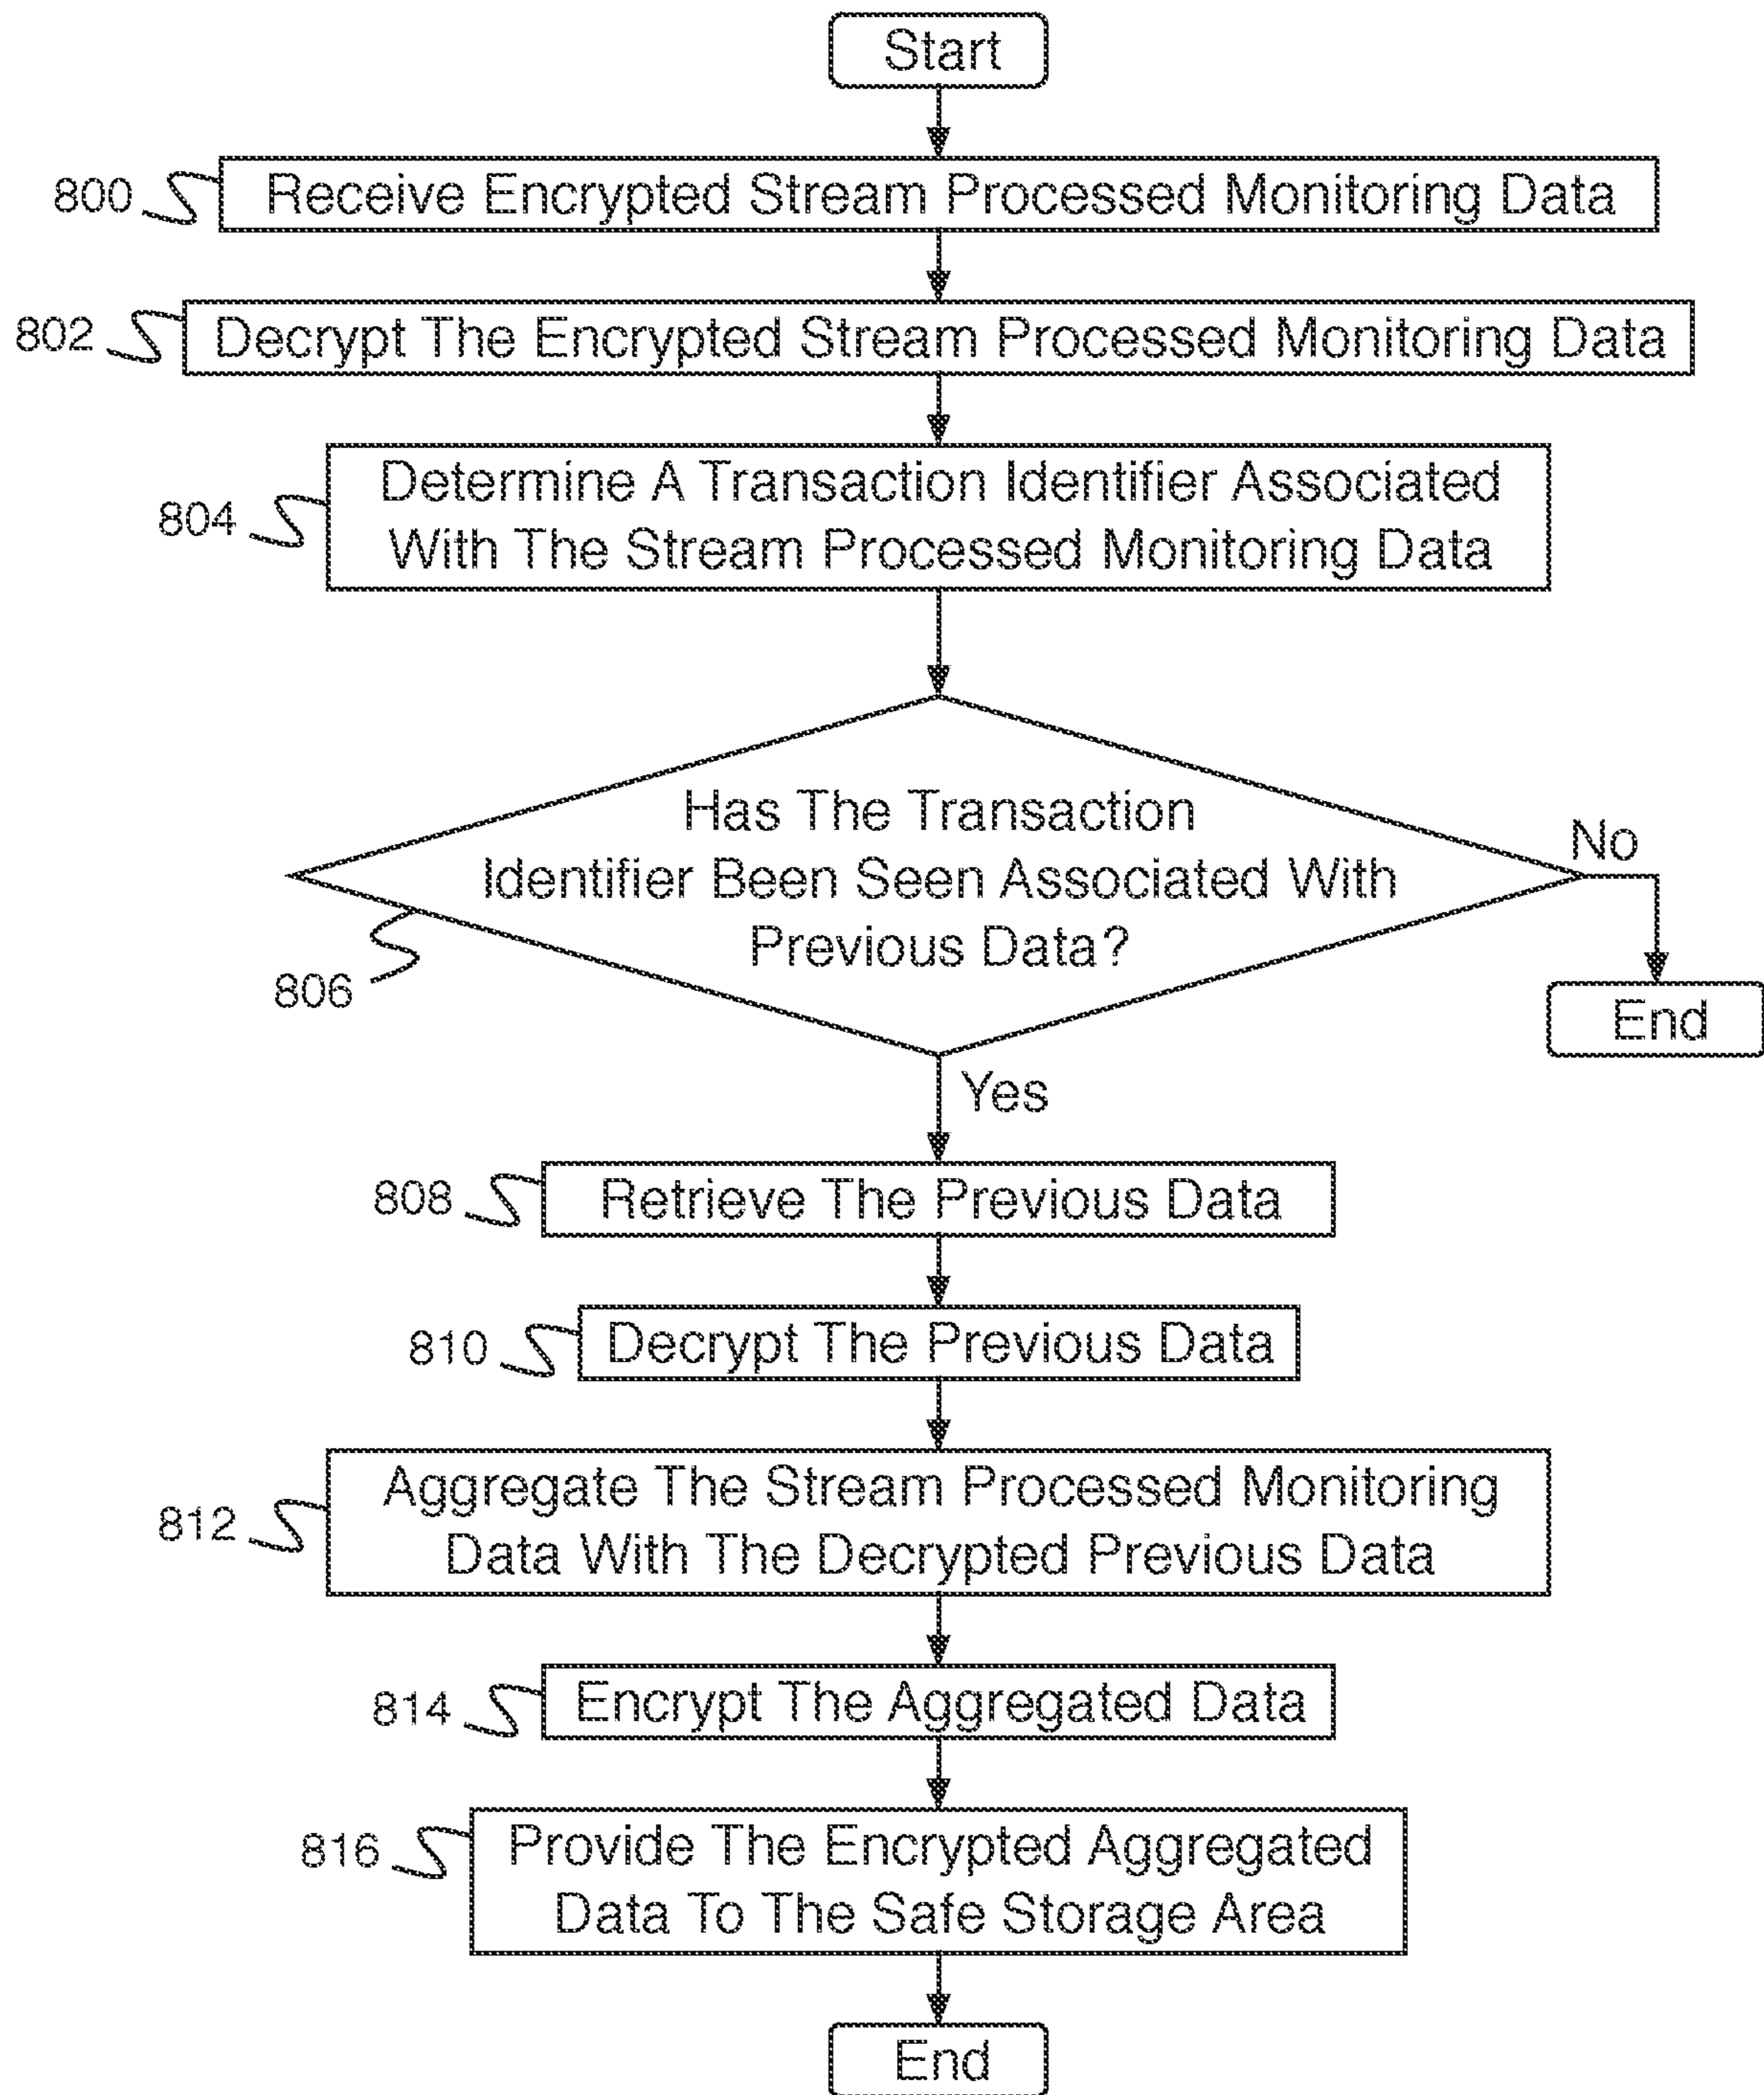 Start
800
Receive Encrypted Stream Processed Monitoring Data
802
Decrypt The Encrypted Stream Processed Monitoring Data
804
Determine A Transaction Identifier Associated
With The Stream Processed Monitoring Data
Has The Transaction
Identifier Been Seen Associated With
Previous Data?
806
No
End
Yes
808
Retrieve The Previous Data
810
Decrypt The Previous Data
812
Aggregate The Stream Processed Monitoring
Data With The Decrypted Previous Data
814
Encrypt The Aggregated Data
816
Provide The Encrypted Aggregated
Data To The Safe Storage Area
End